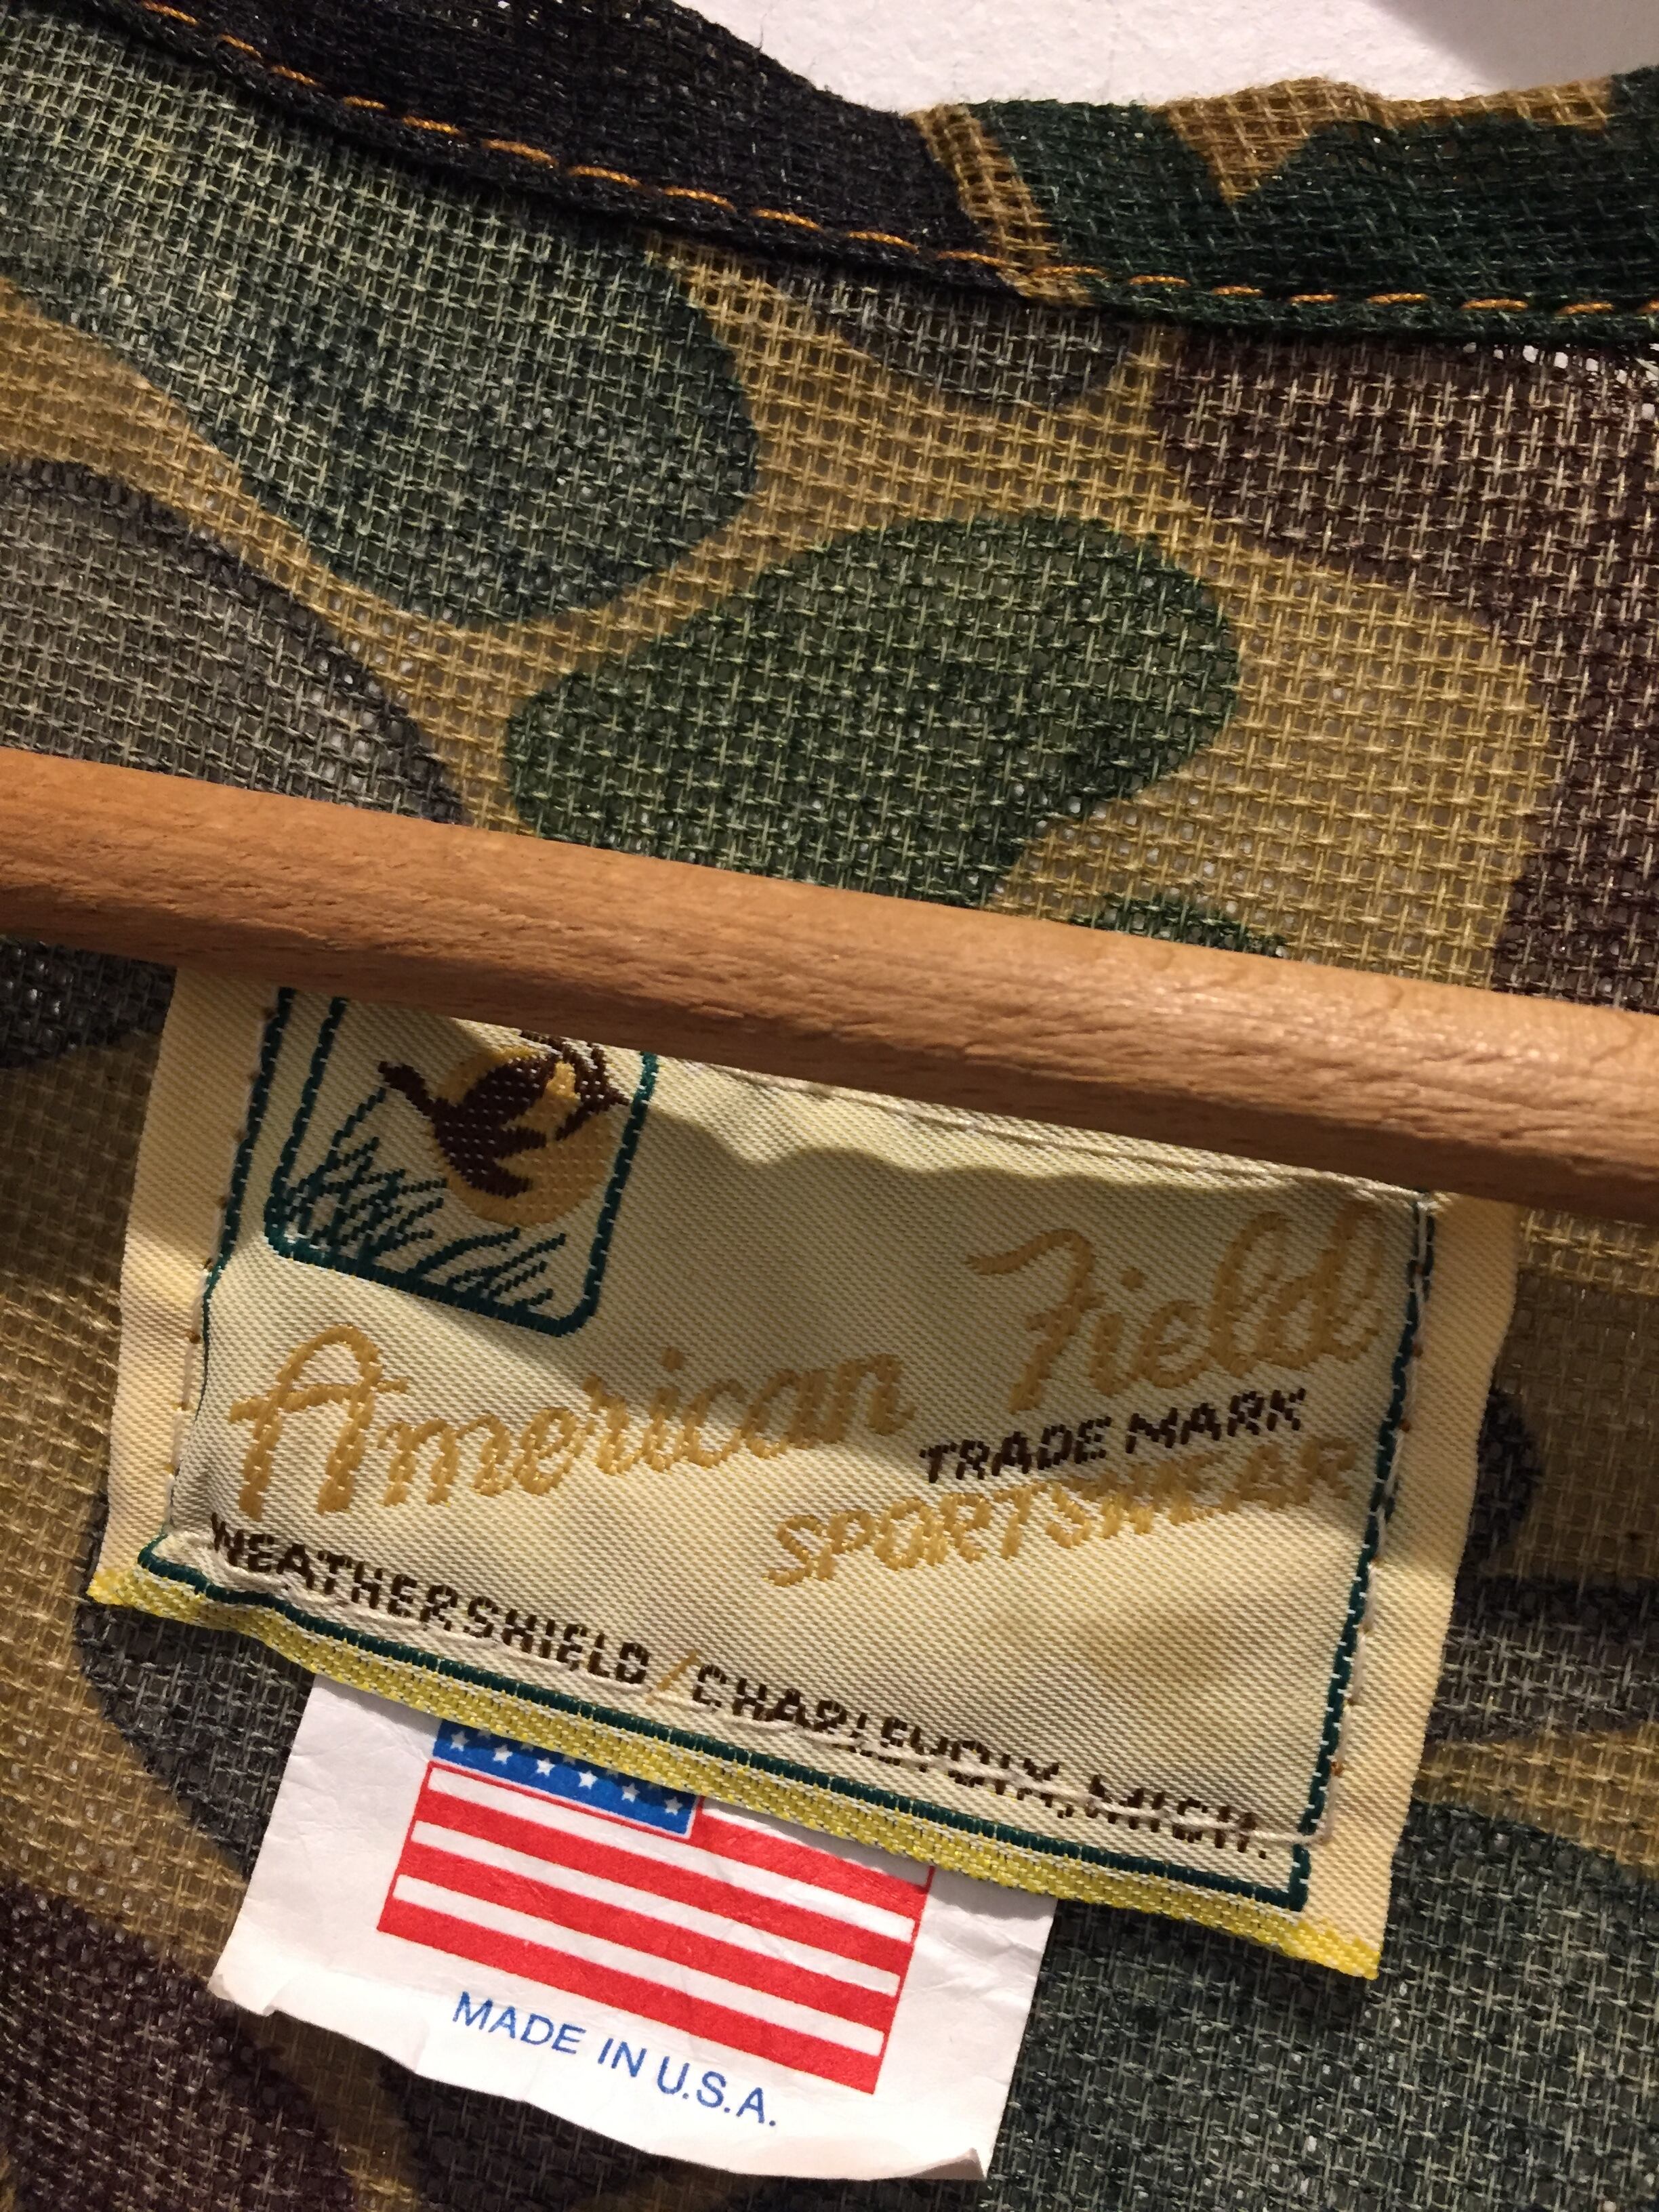 American Field
TRADE MARK
SPORTSWEAR
WEATHERSHIELD/CHARLEVOIX, MICH.
MADE IN U.S.A.